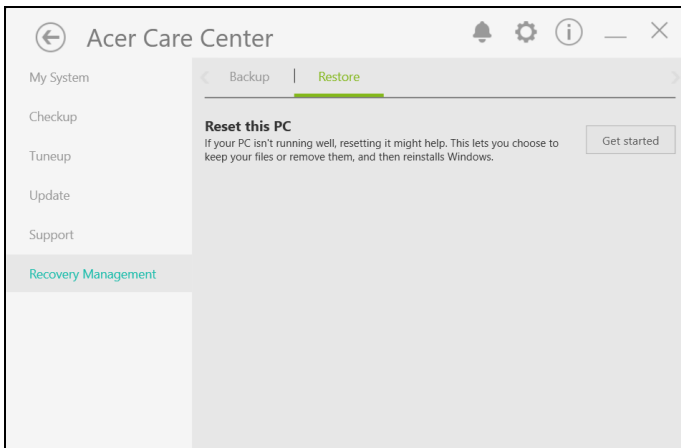 Acer Care Center
My System
Checkup
Tuneup
Update
Support
Recovery Management
Backup
Restore
Reset this PC
If your PC isn't running well, resetting it might help. This lets you choose to
keep your files or remove them, and then reinstalls Windows.
Get started